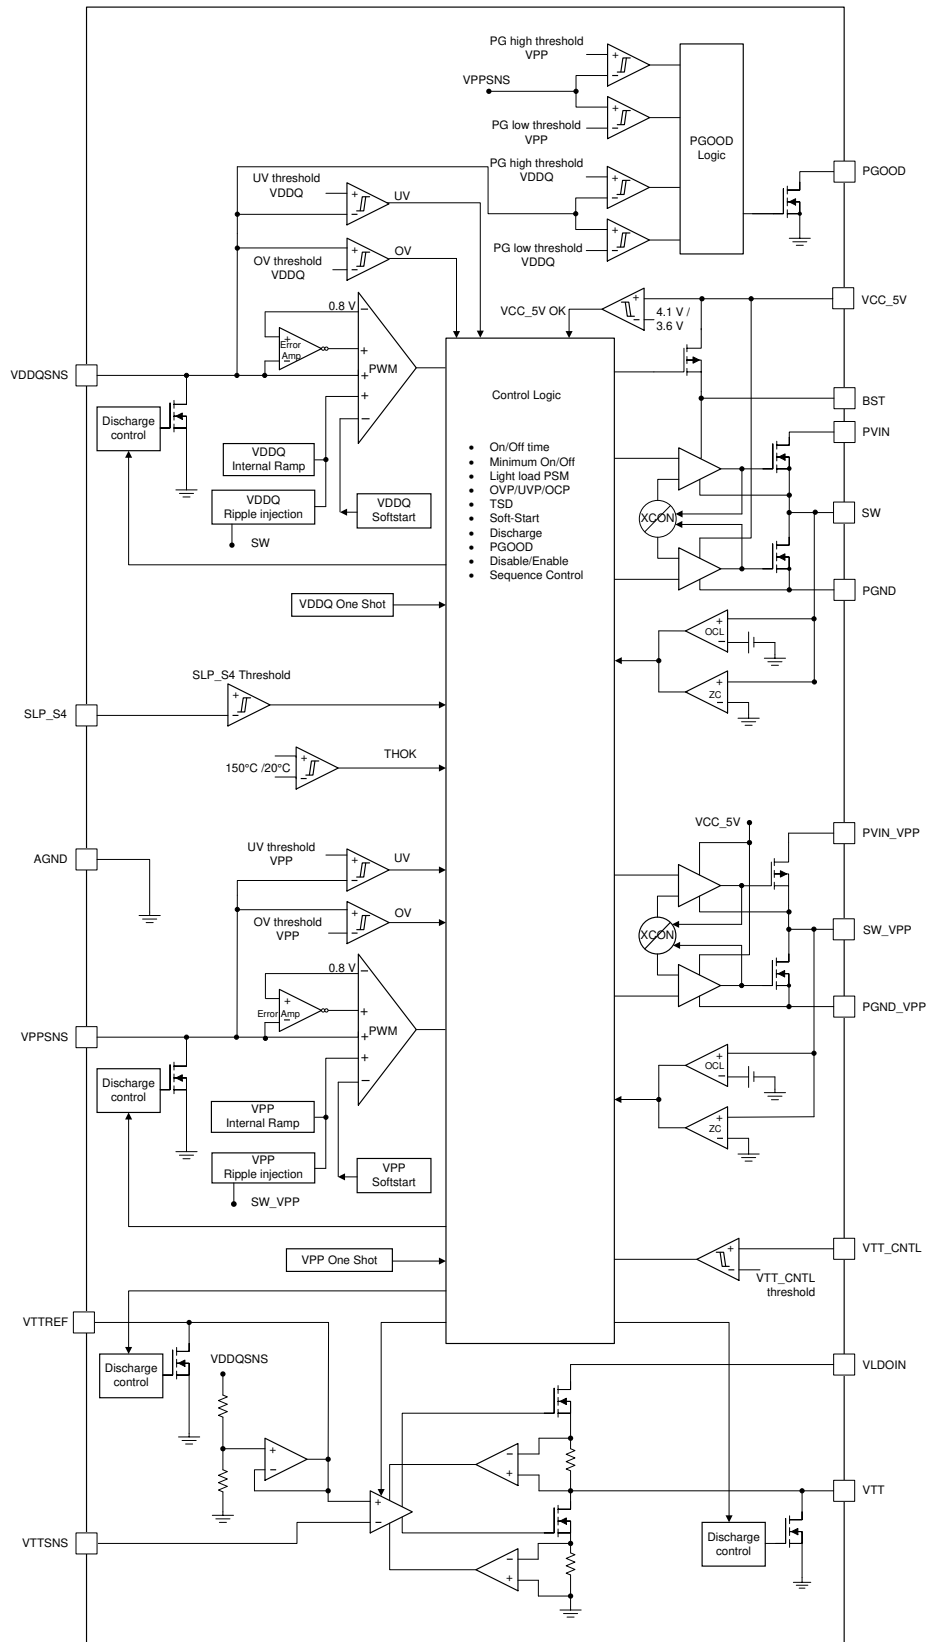 PG high threshold
VPP
VPPSNS
PG low threshold
VPP
PGOOD
Logic
PG high threshold
VDDQ
PG low threshold
VDDQ
PGOOD
UV threshold
VDDQ
+
−
UV
OV threshold
VDDQ
OV
0.8 V
Error
Amp
PWM
VCC_5V OK
4.1 V /
3.6 V
VCC_5V
VDDQSNS
Discharge
control
VDDQ
Internal Ramp
VDDQ
Ripple injection
SW
VDDQ
Softstart
Control Logic
• On/Off time
• Minimum On/Off
• Light load PSM
• OVP/UVP/OCP
• TSD
• Soft-Start
• Discharge
• PGOOD
• Disable/Enable
• Sequence Control
BST
PVIN
XCON
SW
PGND
VDDQ One Shot
OCL
ZC
SLP_S4 Threshold
SLP_S4
150°C /20°C
THOK
AGND
UV threshold
VPP
UV
OV threshold
VPP
OV
0.8 V
Error Amp
PWM
VPPSNS
Discharge
control
VPP
Internal Ramp
VPP
Ripple injection
SW_VPP
VPP
Softstart
VCC_5V
PVIN_VPP
XCON
SW_VPP
PGND_VPP
OCL
ZC
VPP One Shot
VTT_CNTL
VTT_CNTL
threshold
VTTREF
Discharge
control
VDDQSNS
VLDOIN
VTT
VTTSNS
Discharge
control